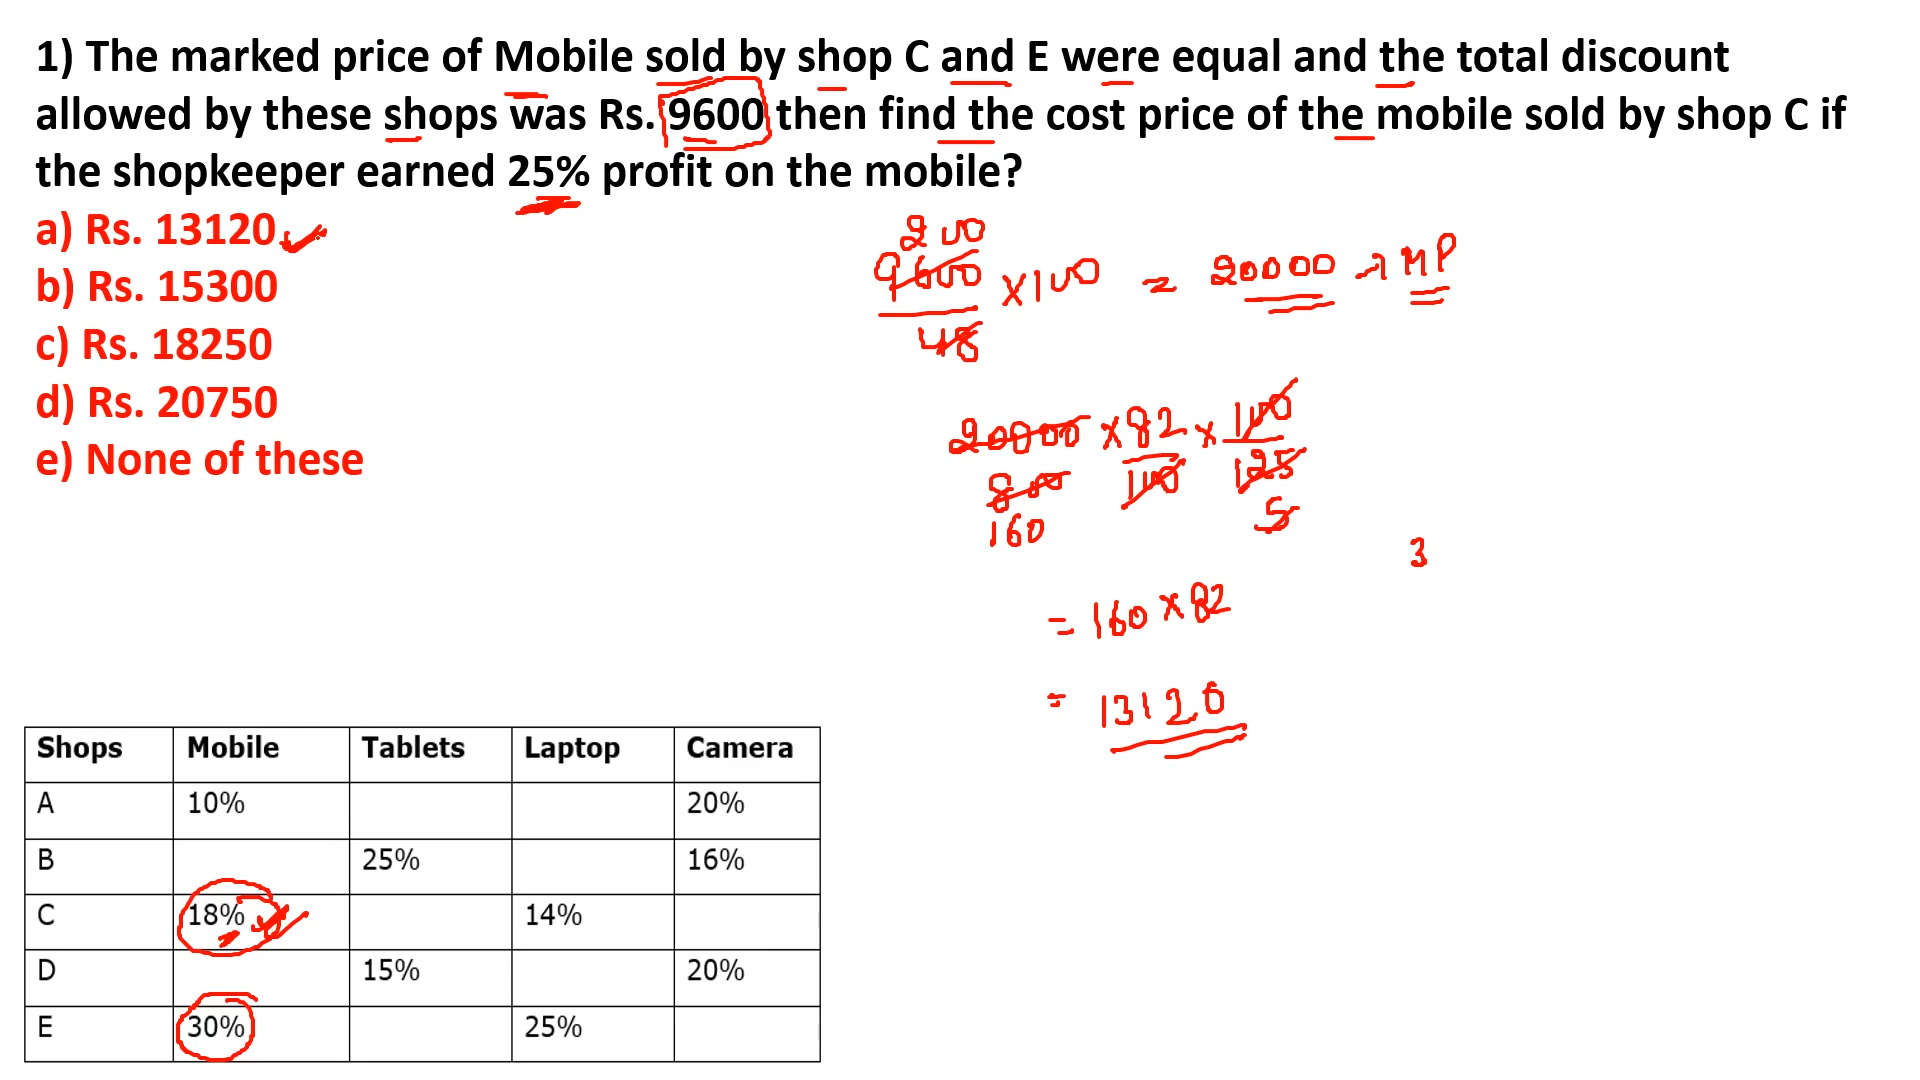 1) The marked price of Mobile sold by shop C and E were equal and the total discount
allowed by these shops was Rs. 9600 then find the cost price of the mobile sold by shop C if
the shopkeeper earned 25% profit on the mobile?
a) Rs. 13120
b) Rs. 15300
c) Rs. 18250
d) Rs. 20750
e) None of these
200
9600 ×100 = 20000 → MP
48
20000 × 82 × 100
800 100 125
160 5
3
= 160 × 82
= 13120
Shops Mobile Tablets Laptop Camera
A 10% 20%
B 25% 16%
C 18% 14%
D 15% 20%
E 30% 25%